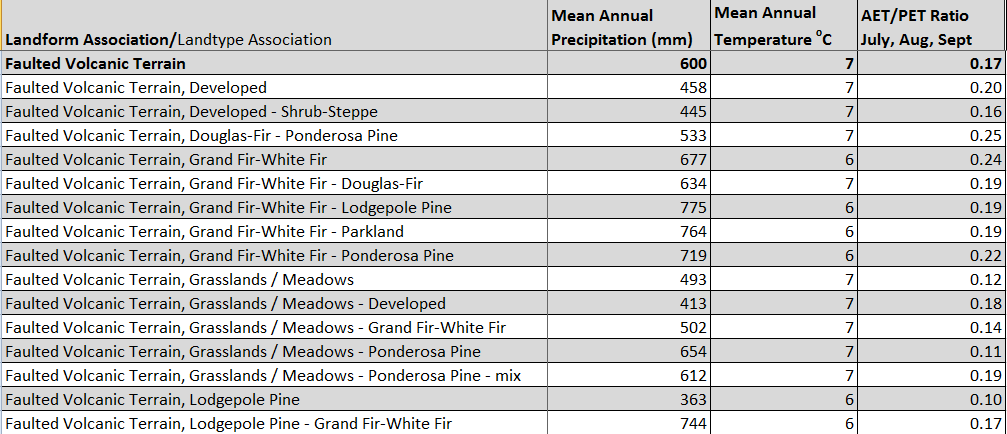 Landform Association/Landtype Association Mean Annual Precipitation (mm) Mean Annual Temperature ⁰C AET/PET Ratio July, Aug, Sept
Faulted Volcanic Terrain 600 7 0.17
Faulted Volcanic Terrain, Developed 458 7 0.20
Faulted Volcanic Terrain, Developed - Shrub-Steppe 445 7 0.16
Faulted Volcanic Terrain, Douglas-Fir - Ponderosa Pine 533 7 0.25
Faulted Volcanic Terrain, Grand Fir-White Fir 677 6 0.24
Faulted Volcanic Terrain, Grand Fir-White Fir - Douglas-Fir 634 7 0.19
Faulted Volcanic Terrain, Grand Fir-White Fir - Lodgepole Pine 775 6 0.19
Faulted Volcanic Terrain, Grand Fir-White Fir - Parkland 764 6 0.19
Faulted Volcanic Terrain, Grand Fir-White Fir - Ponderosa Pine 719 6 0.22
Faulted Volcanic Terrain, Grasslands / Meadows 493 7 0.12
Faulted Volcanic Terrain, Grasslands / Meadows - Developed 413 7 0.18
Faulted Volcanic Terrain, Grasslands / Meadows - Grand Fir-White Fir 502 7 0.14
Faulted Volcanic Terrain, Grasslands / Meadows - Ponderosa Pine 654 7 0.11
Faulted Volcanic Terrain, Grasslands / Meadows - Ponderosa Pine - mix 612 7 0.19
Faulted Volcanic Terrain, Lodgepole Pine 363 6 0.10
Faulted Volcanic Terrain, Lodgepole Pine - Grand Fir-White Fir 744 6 0.17